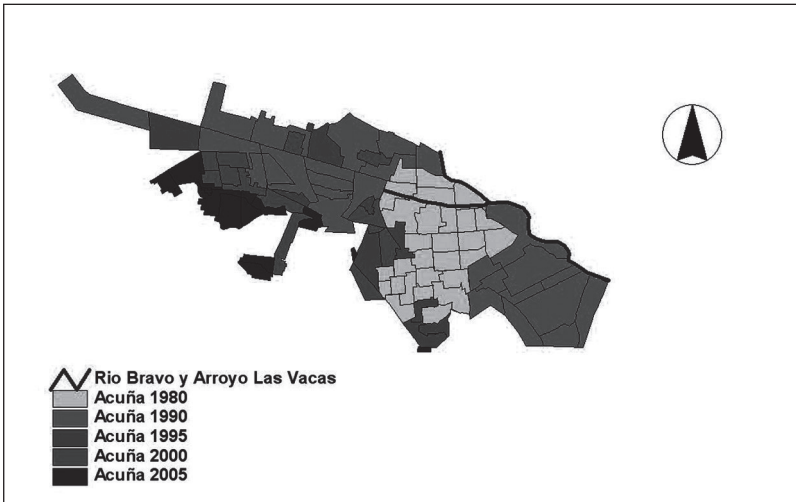 Rio Bravo y Arroyo Las Vacas
Acuña 1980
Acuña 1990
Acuña 1995
Acuña 2000
Acuña 2005